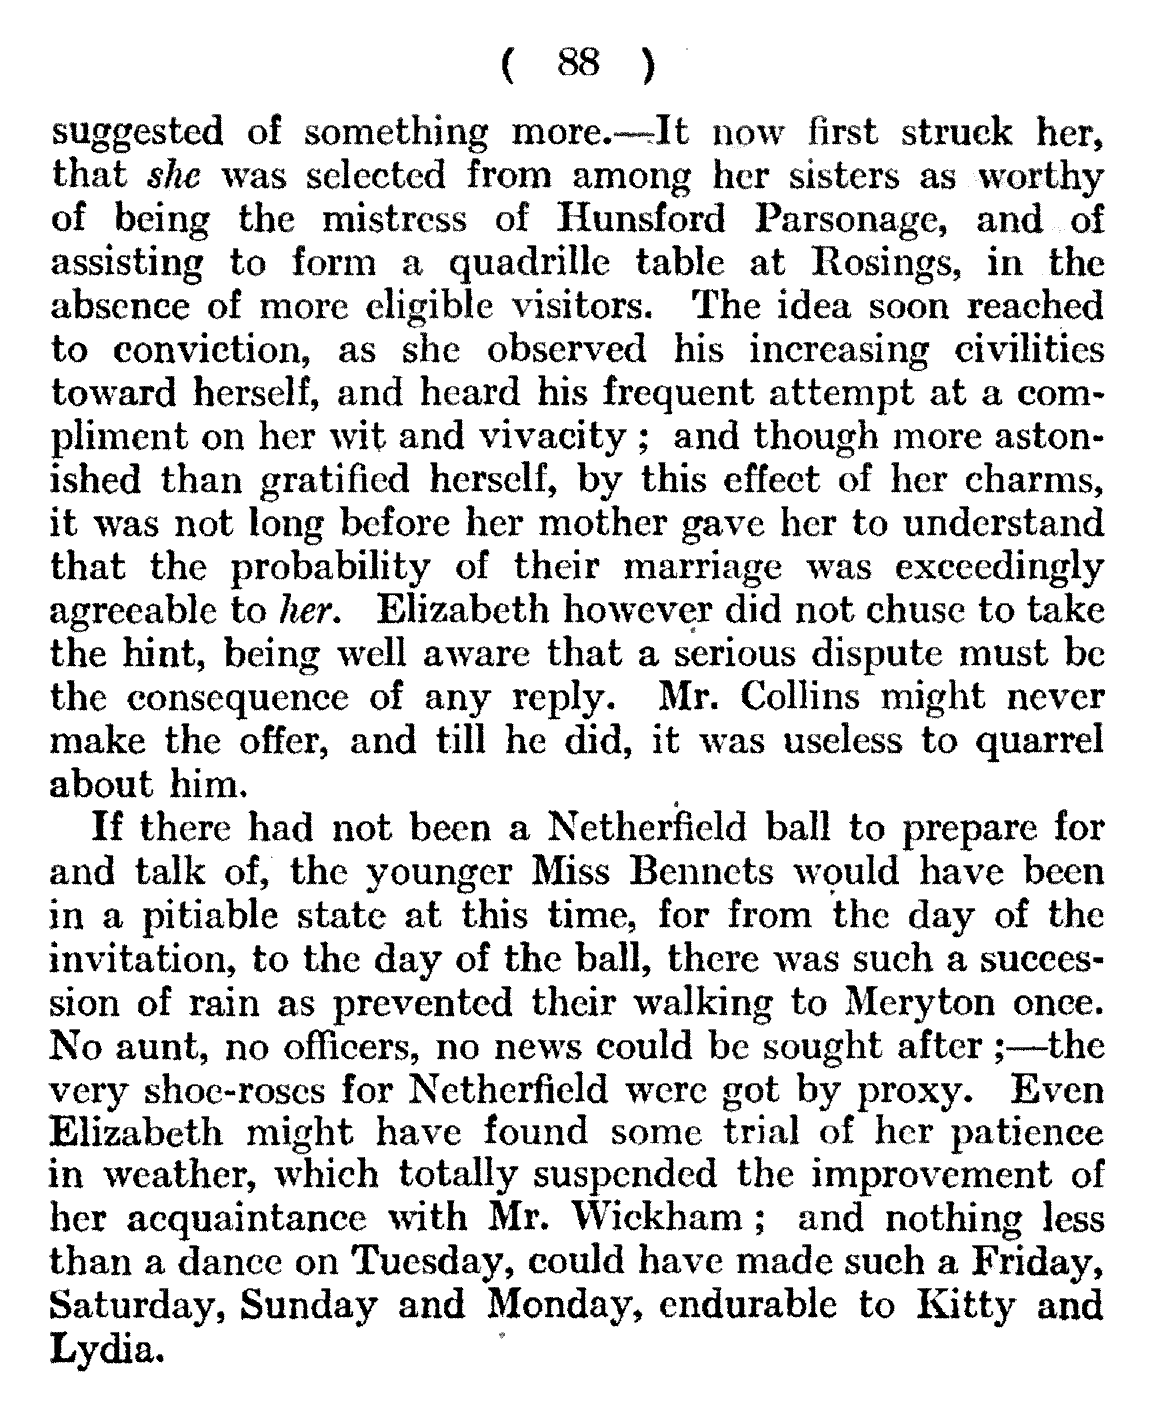 ( 88 )
suggested of something more.—It now first struck her,
that she was selected from among her sisters as worthy
of being the mistress of Hunsford Parsonage, and of
assisting to form a quadrille table at Rosings, in the
absence of more eligible visitors. The idea soon reached
to conviction, as she observed his increasing civilities
toward herself, and heard his frequent attempt at a com-
pliment on her wit and vivacity ; and though more aston-
ished than gratified herself, by this effect of her charms,
it was not long before her mother gave her to understand
that the probability of their marriage was exceedingly
agreeable to her. Elizabeth however did not chuse to take
the hint, being well aware that a serious dispute must be
the consequence of any reply. Mr. Collins might never
make the offer, and till he did, it was useless to quarrel
about him.
If there had not been a Netherfield ball to prepare for
and talk of, the younger Miss Bennets would have been
in a pitiable state at this time, for from the day of the
invitation, to the day of the ball, there was such a succes-
sion of rain as prevented their walking to Meryton once.
No aunt, no officers, no news could be sought after ;—the
very shoe-roses for Netherfield were got by proxy. Even
Elizabeth might have found some trial of her patience
in weather, which totally suspended the improvement of
her acquaintance with Mr. Wickham ; and nothing less
than a dance on Tuesday, could have made such a Friday,
Saturday, Sunday and Monday, endurable to Kitty and
Lydia.